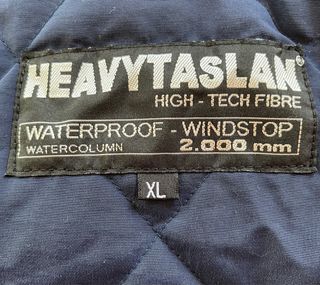 HEAVYTASLAN®
HIGH - TECH FIBRE
WATERPROOF - WINDSTOP
WATERCOLUMN 2.000 mm
XL